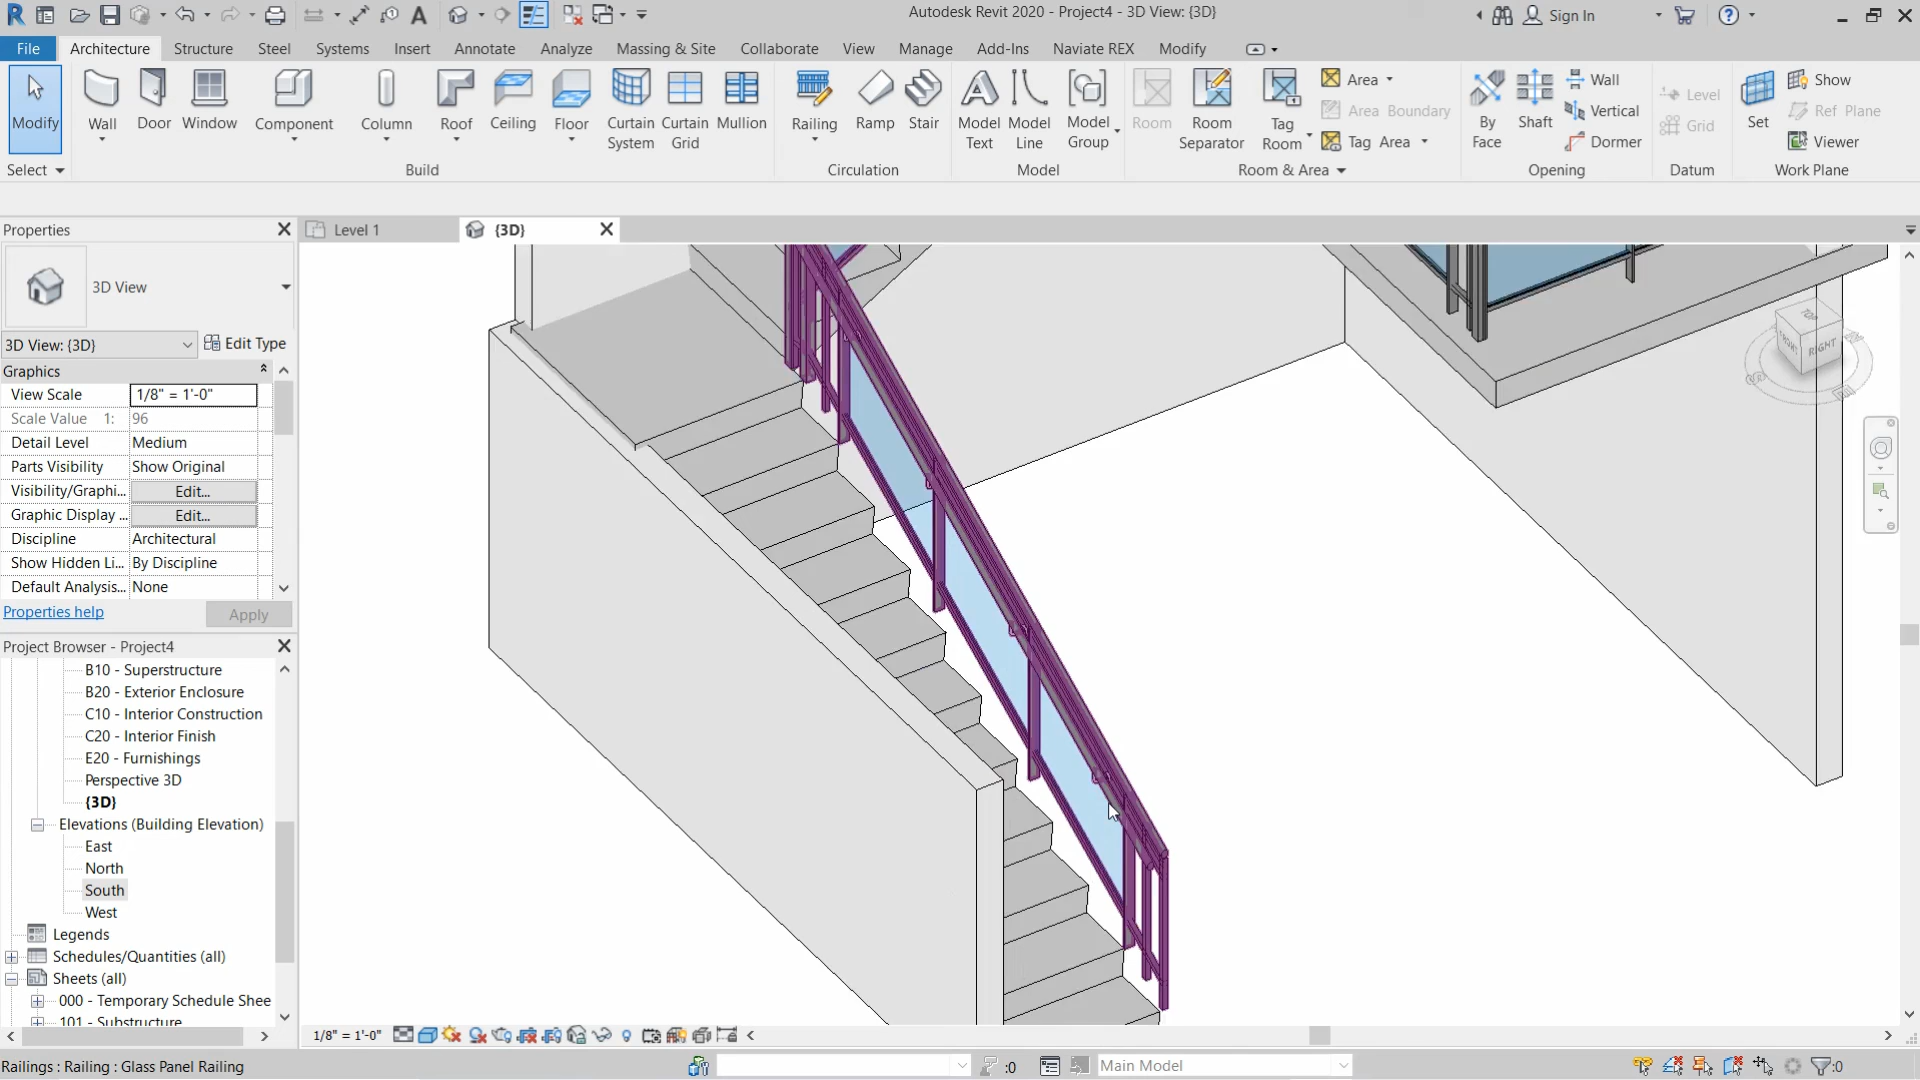 Autodesk Revit 2020 - Project4 - 3D View: {3D}
Sign In
File Architecture Structure Steel Systems Insert Annotate Analyze Massing & Site Collaborate View Manage Add-Ins Naviate REX Modify
Modify Wall Door Window Component Column Roof Ceiling Floor Curtain System Curtain Grid Mullion Railing Ramp Stair Model Text Model Line Model Group Room Room Separator Tag Room Area Area Boundary Tag Area By Face Shaft Wall Vertical Dormer Level Grid Set Show Ref Plane Viewer
Select Build Circulation Model Room & Area Opening Datum Work Plane
Properties
Level 1 {3D}
3D View
3D View: {3D} Edit Type
Graphics
View Scale 1/8" = 1'-0"
Scale Value 1: 96
Detail Level Medium
Parts Visibility Show Original
Visibility/Graphi... Edit...
Graphic Display ... Edit...
Discipline Architectural
Show Hidden Li... By Discipline
Default Analysis... None
Properties help Apply
Project Browser - Project4
B10 - Superstructure
B20 - Exterior Enclosure
C10 - Interior Construction
C20 - Interior Finish
E20 - Furnishings
Perspective 3D
{3D}
Elevations (Building Elevation)
East
North
South
West
Legends
Schedules/Quantities (all)
Sheets (all)
000 - Temporary Schedule Shee
101 - Substructure
TOP
FRONT
RIGHT
1/8" = 1'-0"
Railings : Railing : Glass Panel Railing
:0
Main Model
:0